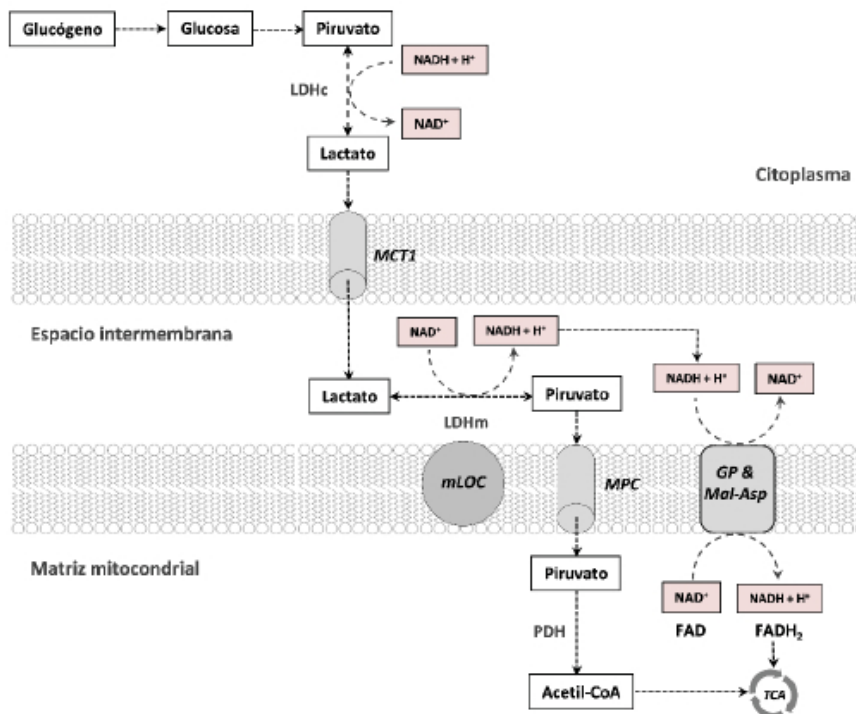 Glucógeno
Glucosa
Piruvato
NADH + H⁺
LDHc
NAD⁺
Lactato
Citoplasma
MCT1
Espacio intermembrana
NAD⁺
NADH + H⁺
NADH + H⁺
NAD⁺
Lactato
Piruvato
LDHm
mLOC
MPC
GP &
Mal-Asp
Matriz mitocondrial
Piruvato
NAD⁺
NADH + H⁺
PDH
FAD
FADH₂
Acetil-CoA
TCA